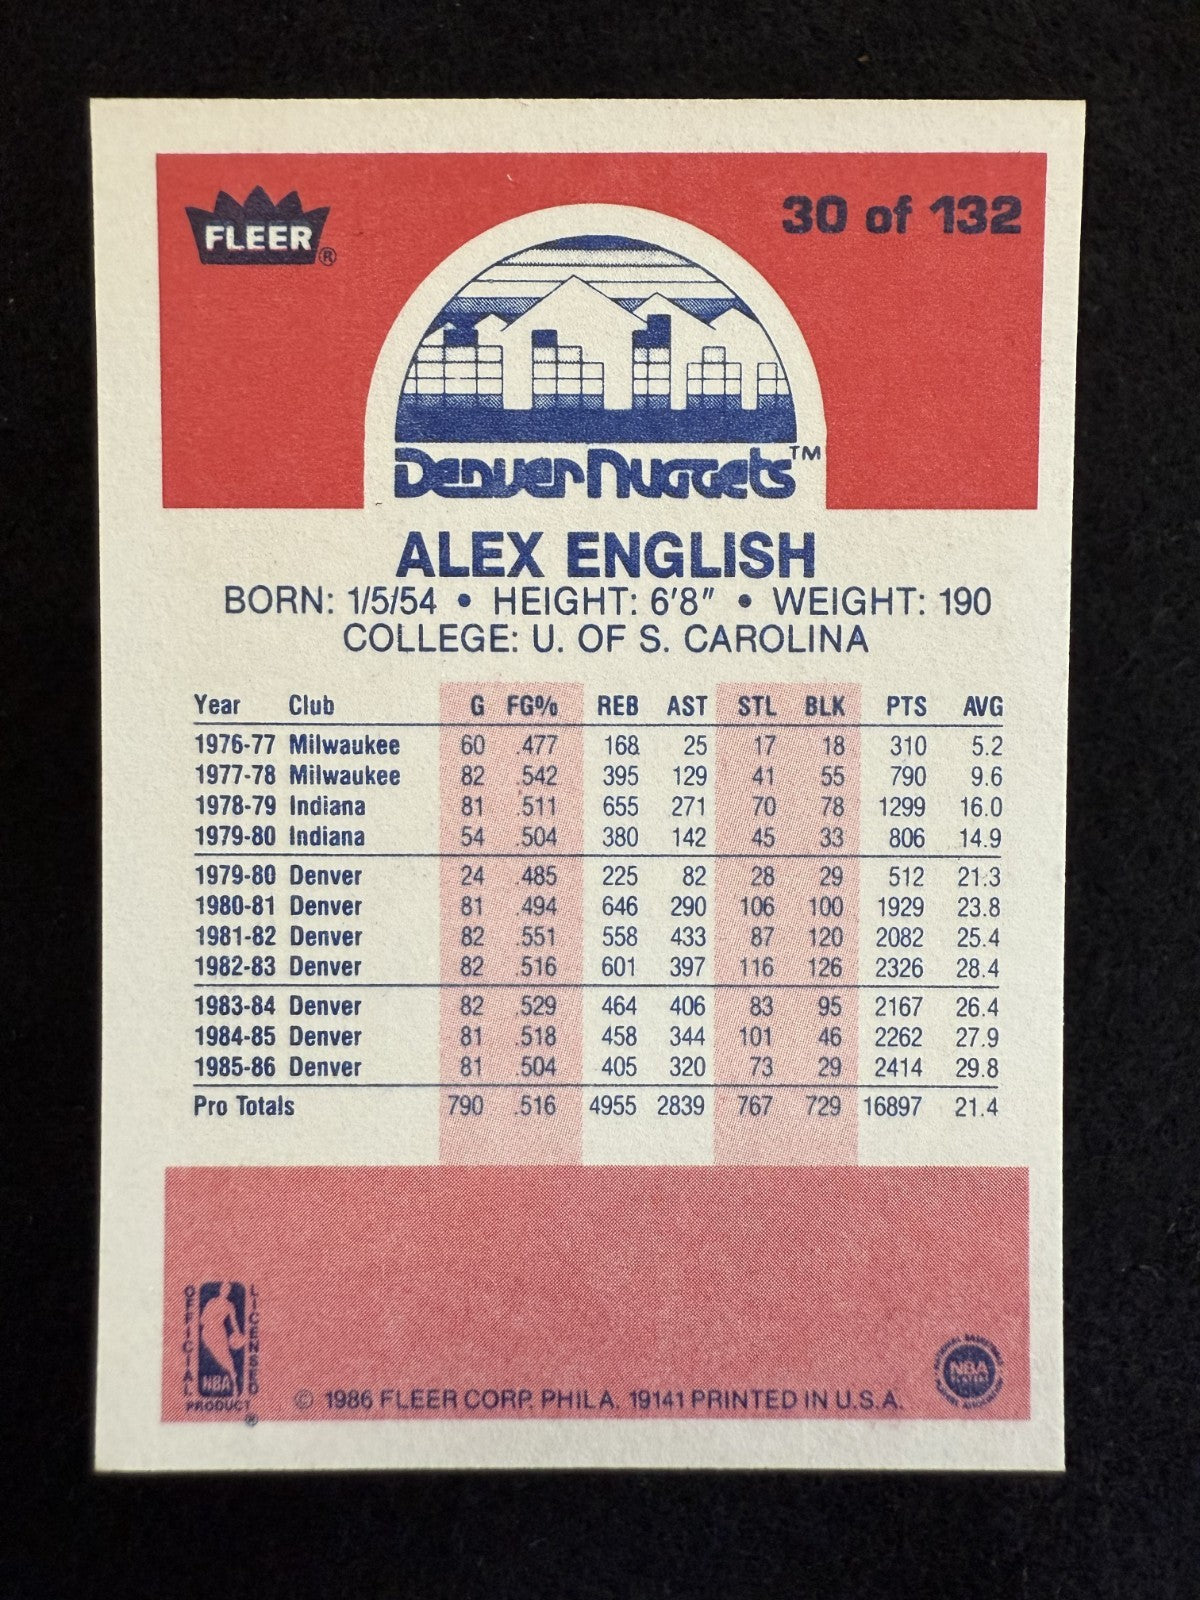 FLEER®
30 of 132
Denver Nuggets™
ALEX ENGLISH
BORN: 1/5/54 • HEIGHT: 6'8" • WEIGHT: 190
COLLEGE: U. OF S. CAROLINA
Year Club G FG% REB AST STL BLK PTS AVG
1976-77 Milwaukee 60 .477 168 25 17 18 310 5.2
1977-78 Milwaukee 82 .542 395 129 41 55 790 9.6
1978-79 Indiana 81 .511 655 271 70 78 1299 16.0
1979-80 Indiana 54 .504 380 142 45 33 806 14.9
1979-80 Denver 24 .485 225 82 28 29 512 21.3
1980-81 Denver 81 .494 646 290 106 100 1929 23.8
1981-82 Denver 82 .551 558 433 87 120 2082 25.4
1982-83 Denver 82 .516 601 397 116 126 2326 28.4
1983-84 Denver 82 .529 464 406 83 95 2167 26.4
1984-85 Denver 81 .518 458 344 101 46 2262 27.9
1985-86 Denver 81 .504 405 320 73 29 2414 29.8
Pro Totals 790 .516 4955 2839 767 729 16897 21.4
OFFICIAL
LICENSED
NBA
PRODUCT®
© 1986 FLEER CORP. PHILA. 19141 PRINTED IN U.S.A.
NATIONAL BASKETBALL
NBA
PLAYERS